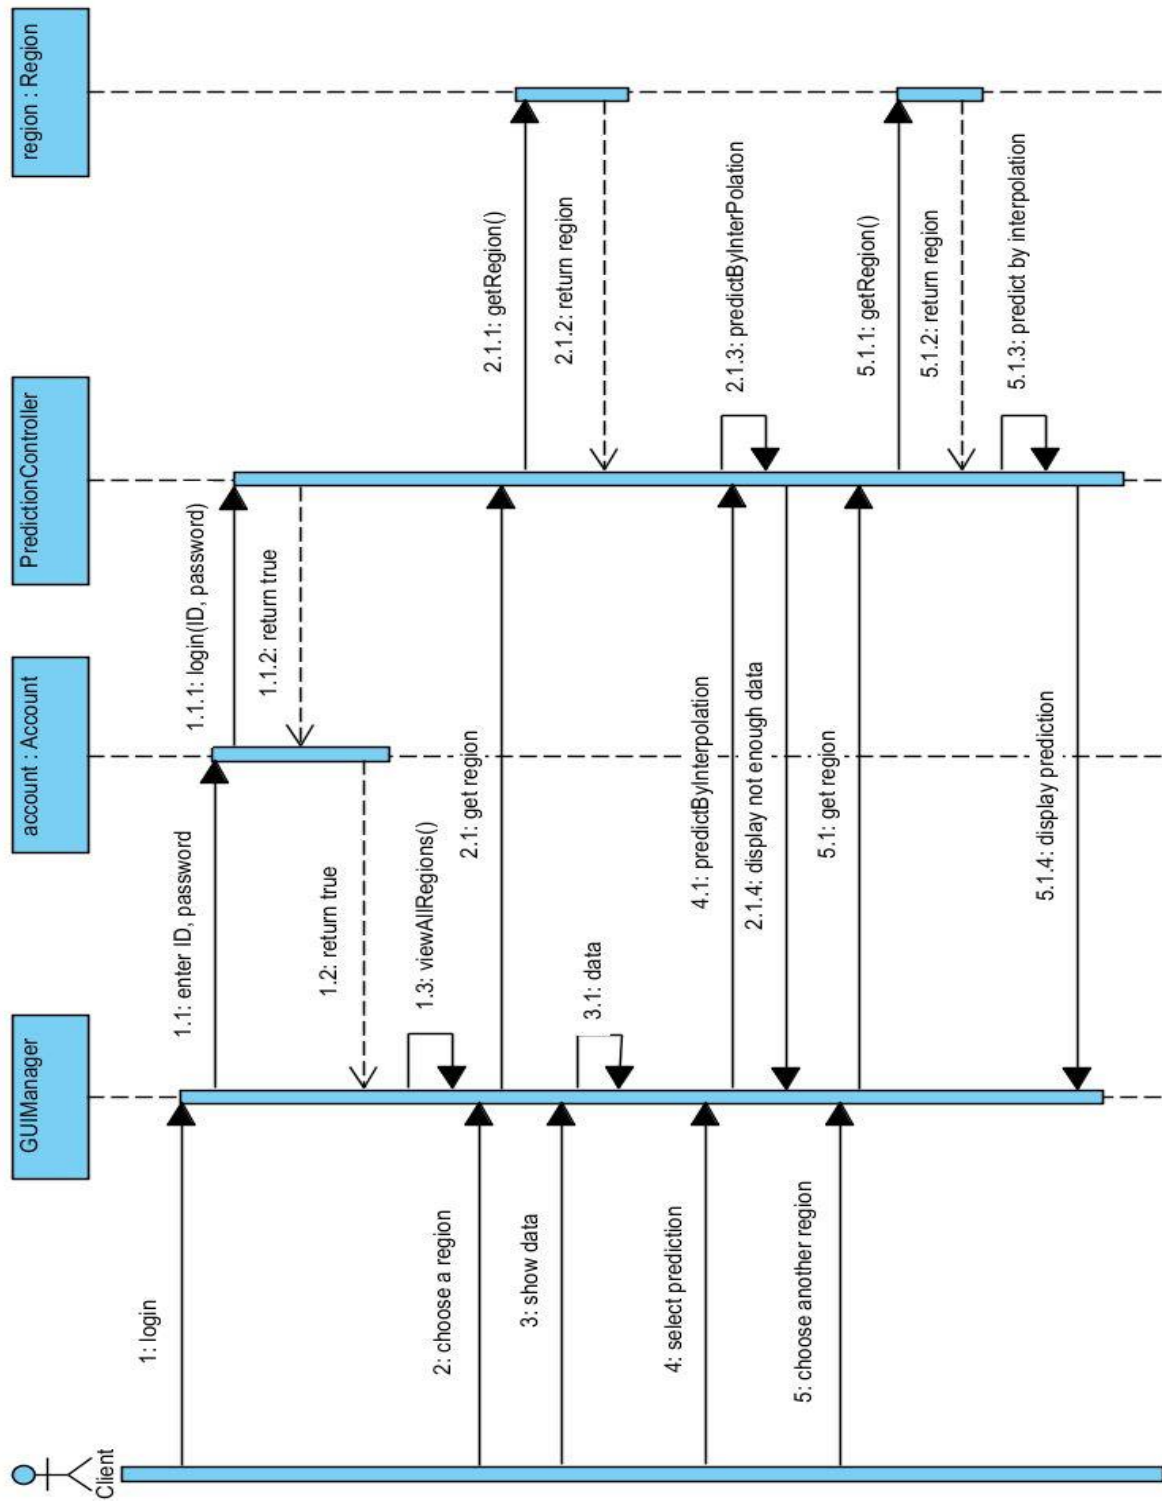 Client
GUIManager
account : Account
PredictionController
region : Region
1: login
1.1: enter ID, password
1.1.1: login(ID, password)
1.1.2: return true
1.2: return true
1.3: viewAllRegions()
2: choose a region
2.1: get region
2.1.1: getRegion()
3: show data
3.1: data
2.1.2: return region
4: select prediction
4.1: predictByInterpolation
2.1.3: predictByInterPolation
2.1.4: display not enough data
5: choose another region
5.1: get region
5.1.1: getRegion()
5.1.2: return region
5.1.3: predict by interpolation
5.1.4: display prediction